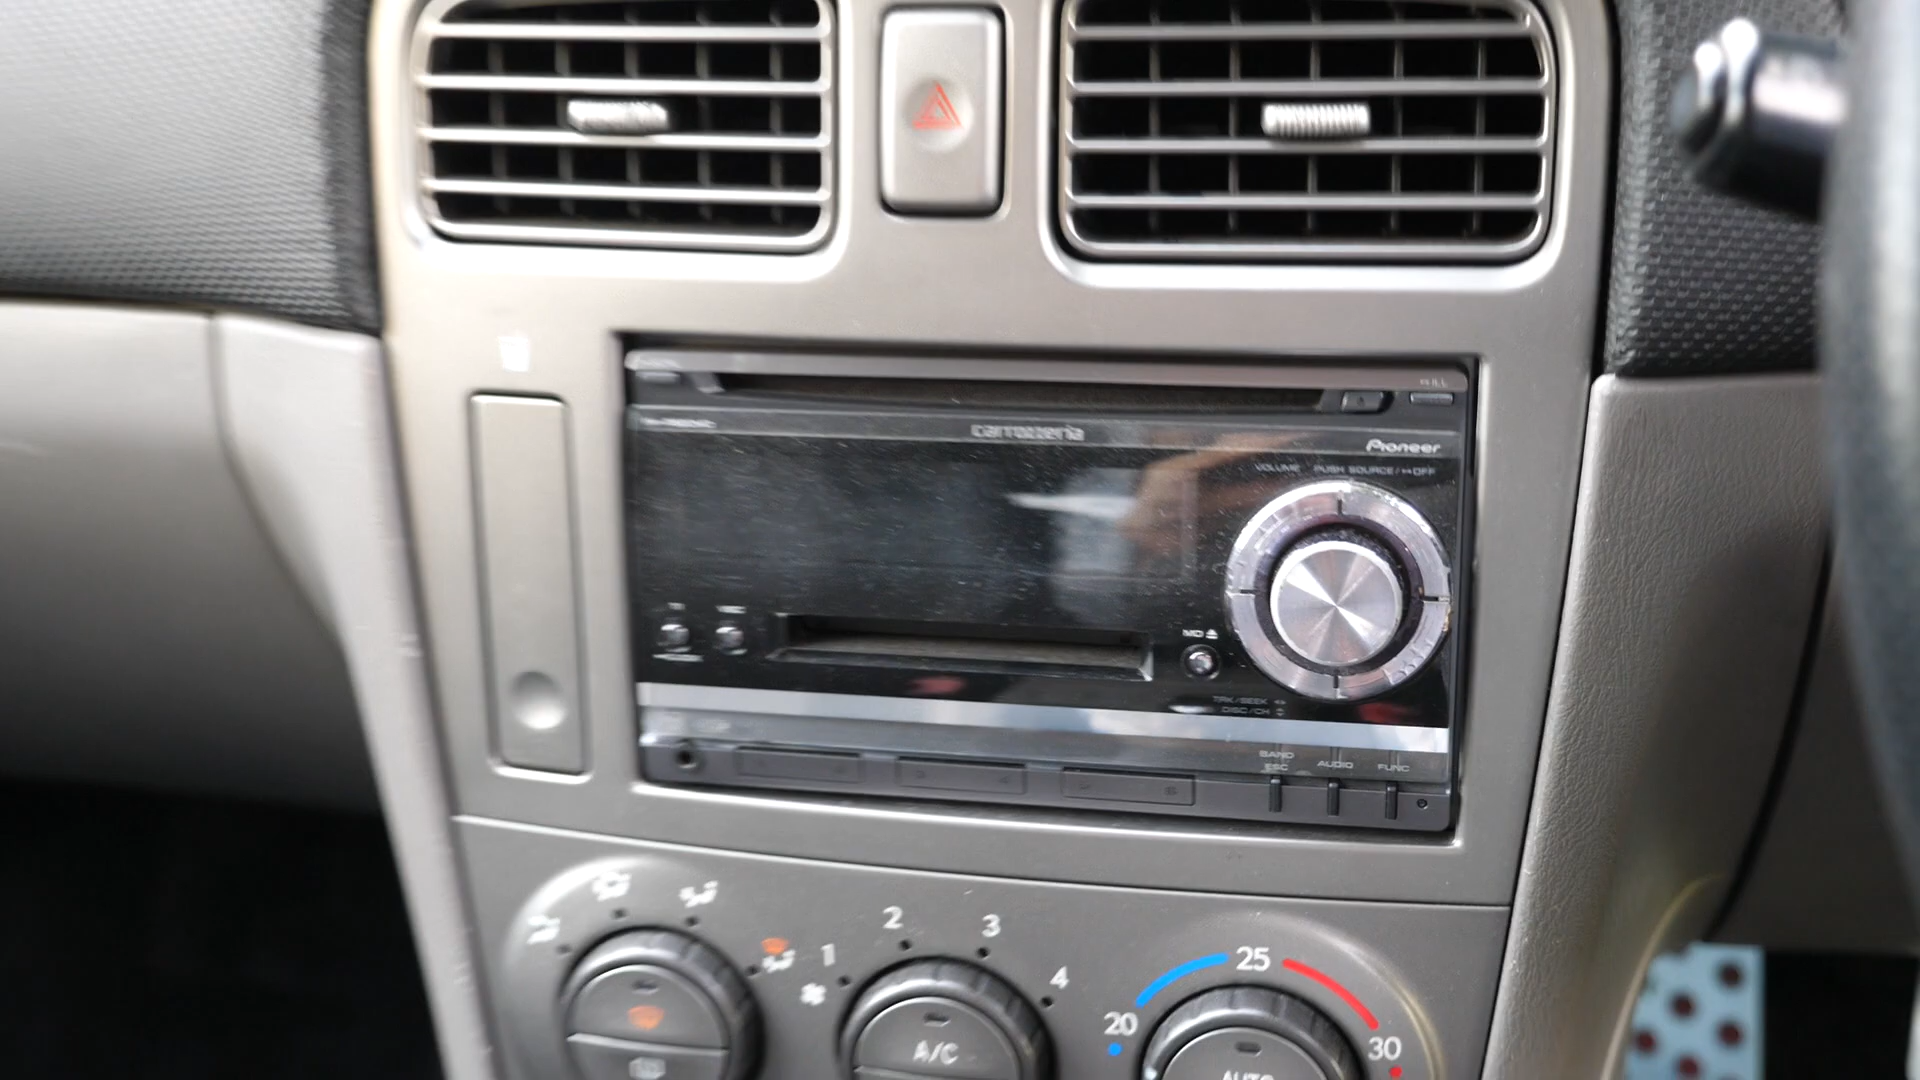 carrozzeria
Pioneer
VOLUME PUSH SOURCE/ OFF
MD
TRK/SEEK
DISC/CH
BAND
ESC
AUDIO
FUNC
1
2
3
4
20
25
30
A/C
AUTO